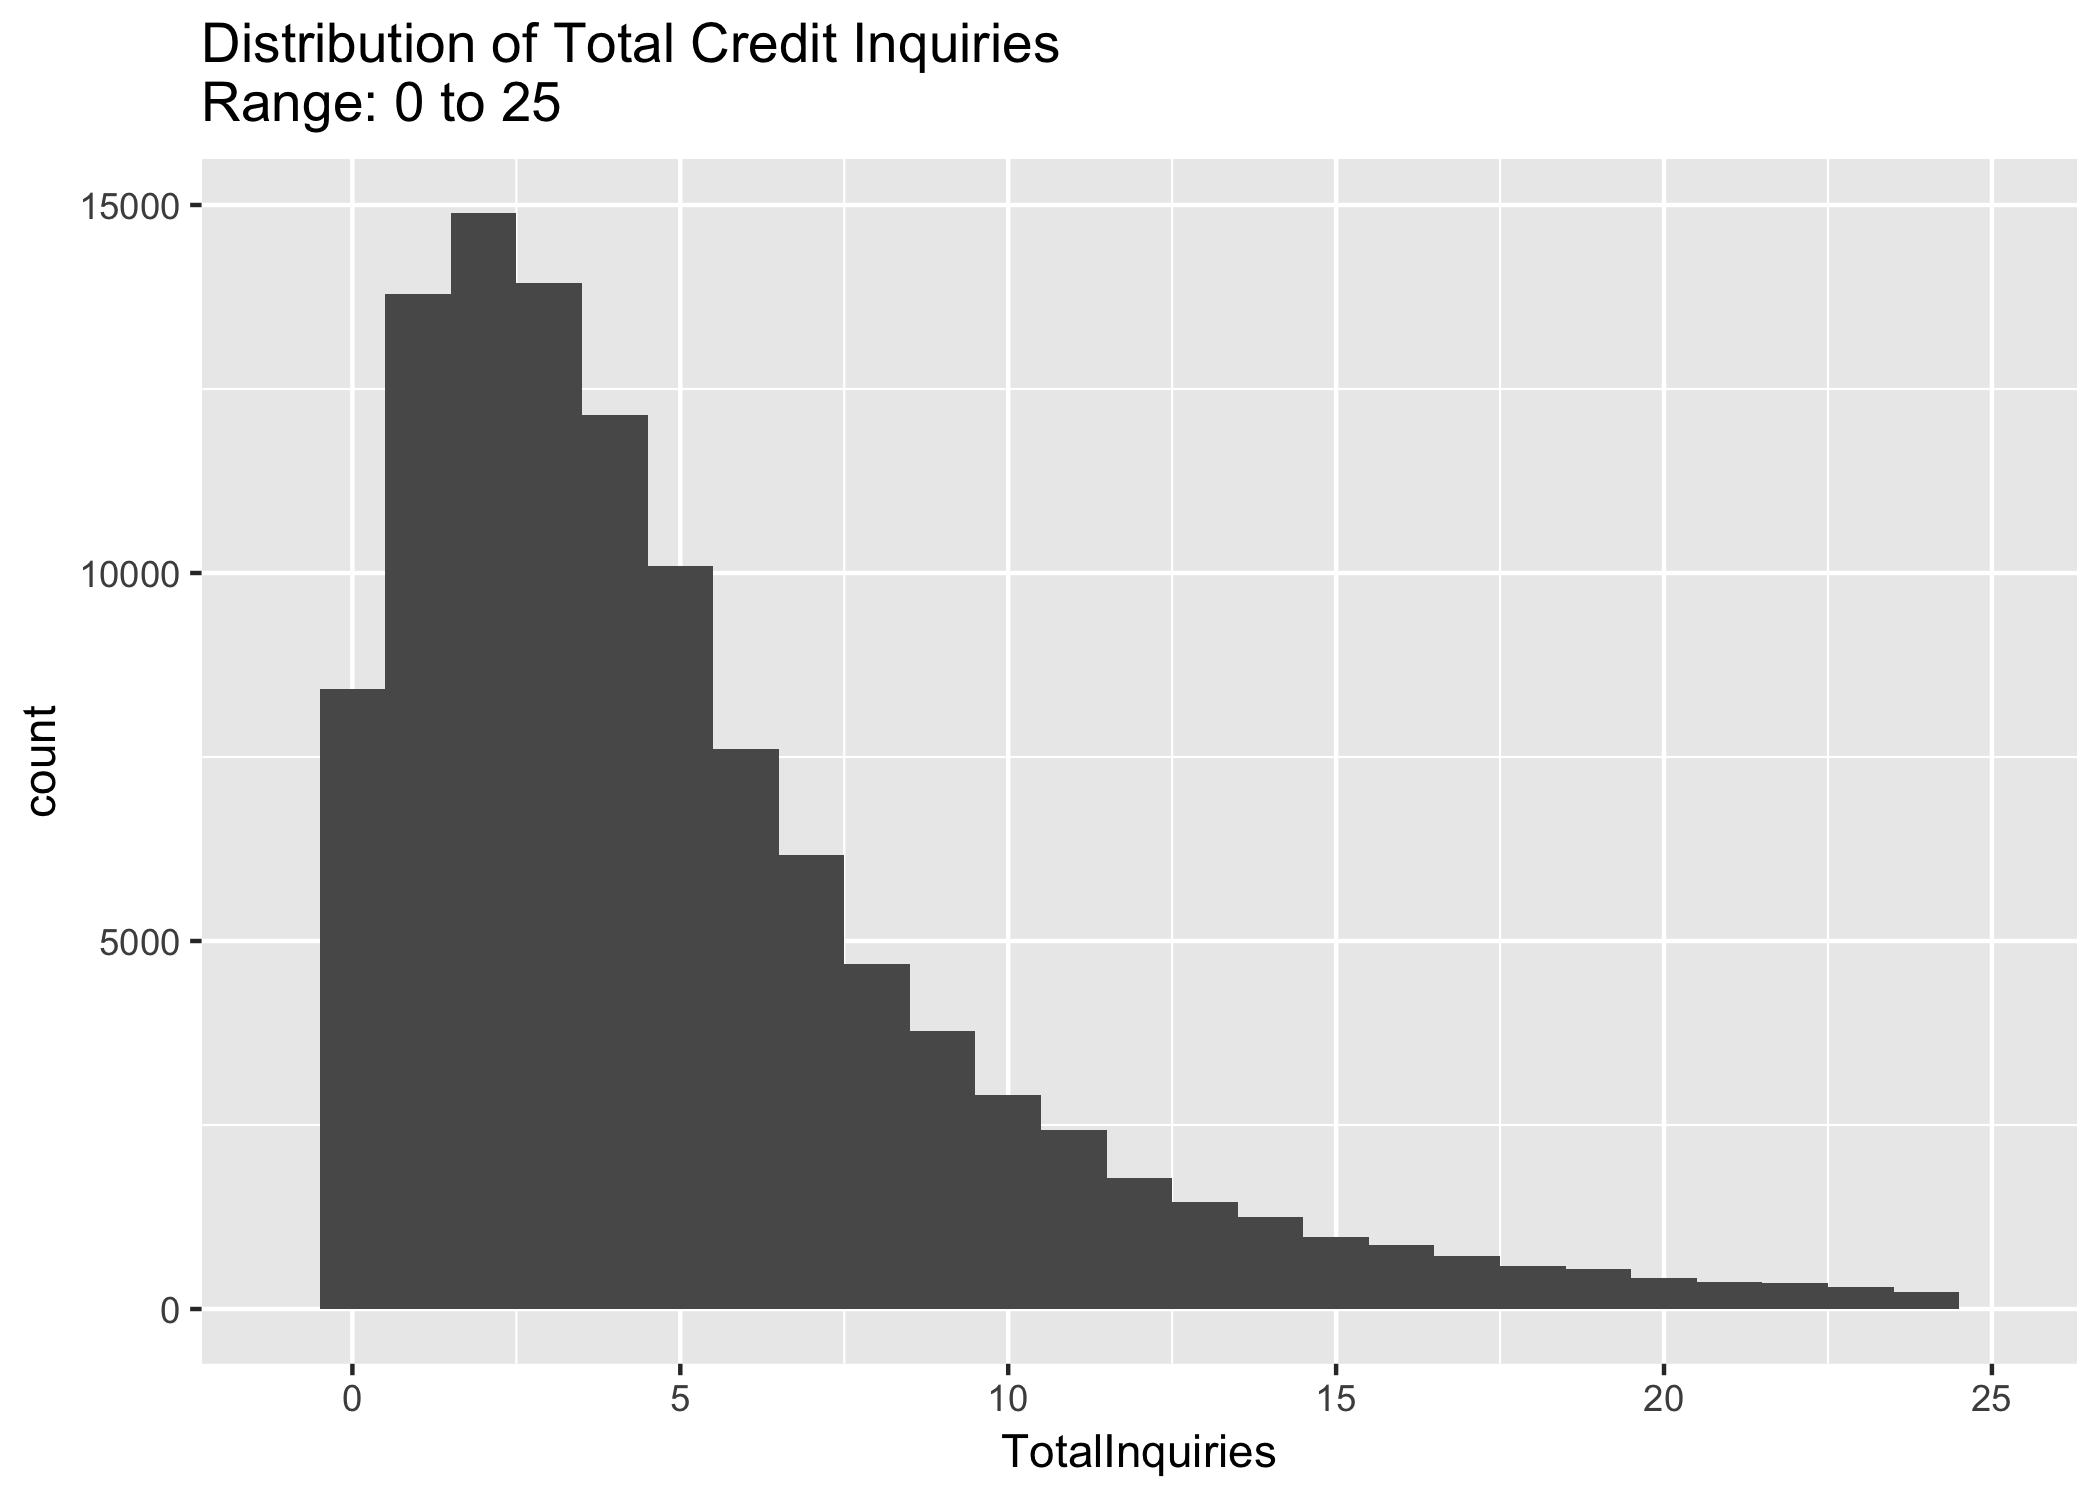 Distribution of Total Credit Inquiries
Range: 0 to 25
15000
10000
5000
0
count
0 5 10 15 20 25
TotalInquiries